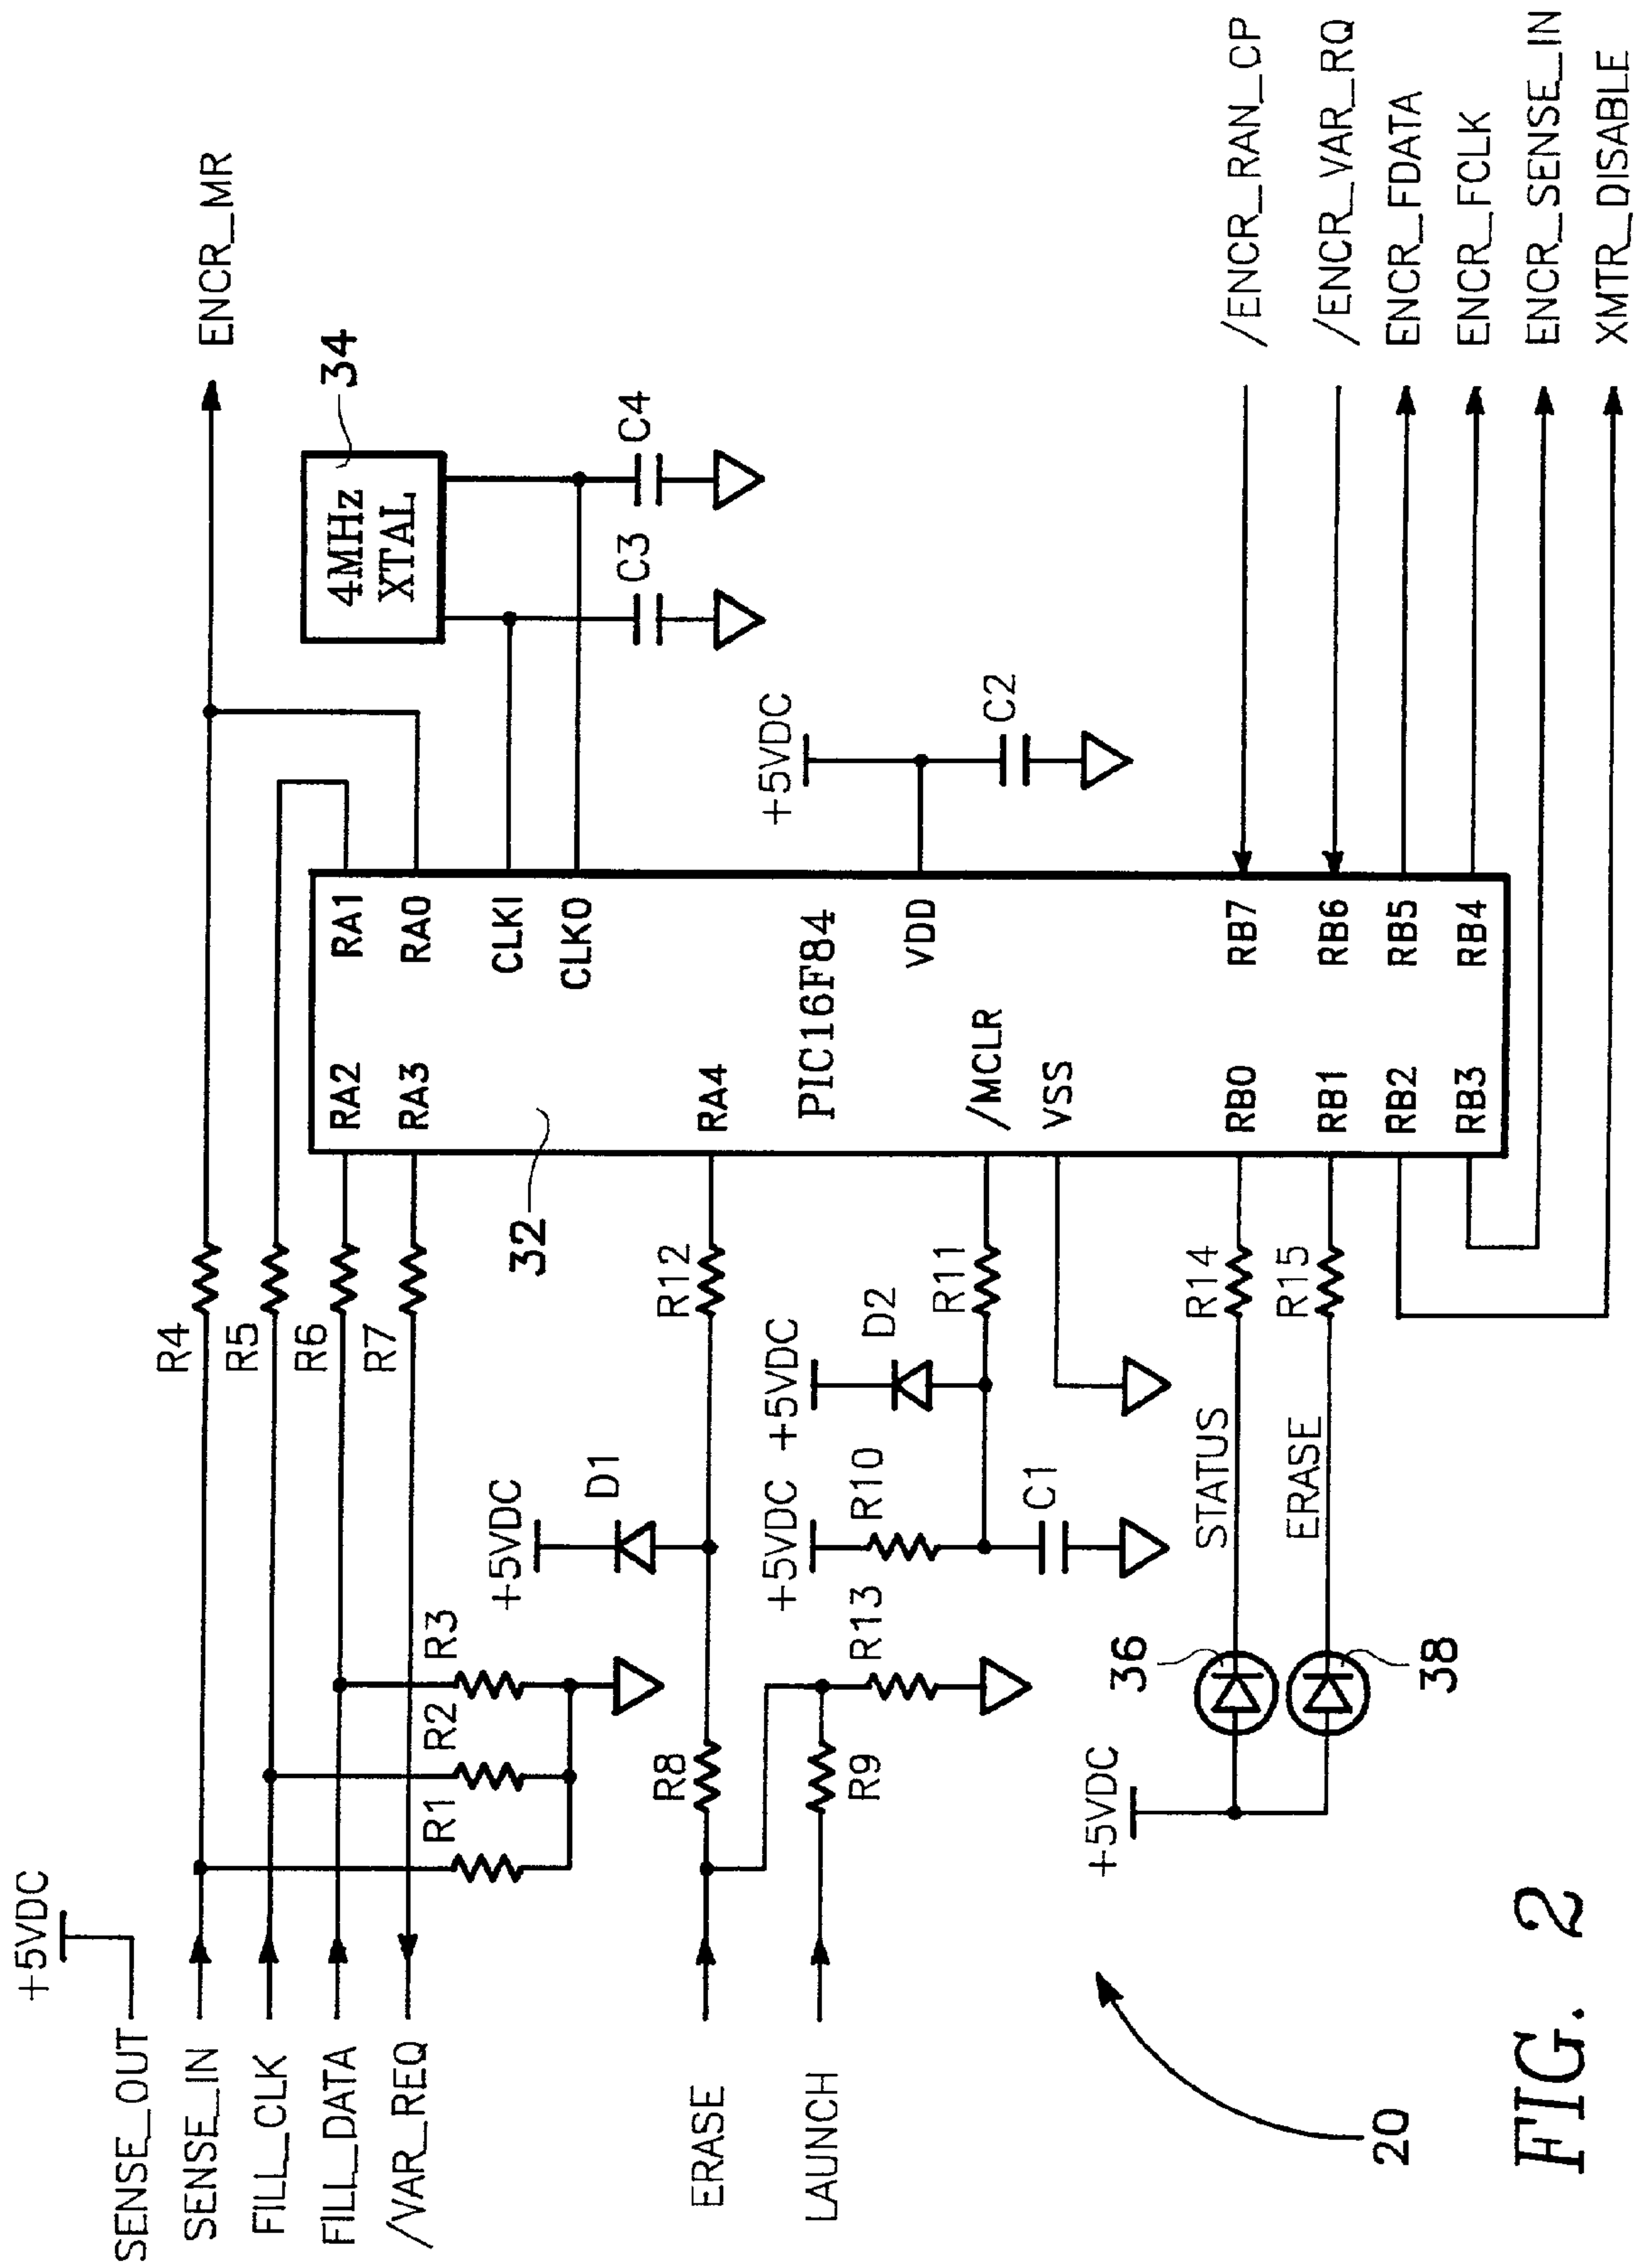 +5VDC
SENSE_OUT
SENSE_IN
FILL_CLK
FILL_DATA
/VAR_REQ
R1
R2
R3
R4
R5
R6
R7
ENCR_MR
4MHz
XTAL
34
C3
C4
RA2
RA3
RA1
RA0
CLKI
CLKO
32
ERASE
LAUNCH
R8
R9
+5VDC
D1
R12
RA4
R13
+5VDC
R10
+5VDC
D2
C1
R11
/MCLR
VSS
PIC16F84
VDD
+5VDC
C2
+5VDC
36
38
STATUS
ERASE
R14
R15
RB0
RB1
RB2
RB3
RB7
RB6
RB5
RB4
/ENCR_RAN_CP
/ENCR_VAR_RQ
ENCR_FDATA
ENCR_FCLK
ENCR_SENSE_IN
XMTR_DISABLE
20
FIG. 2